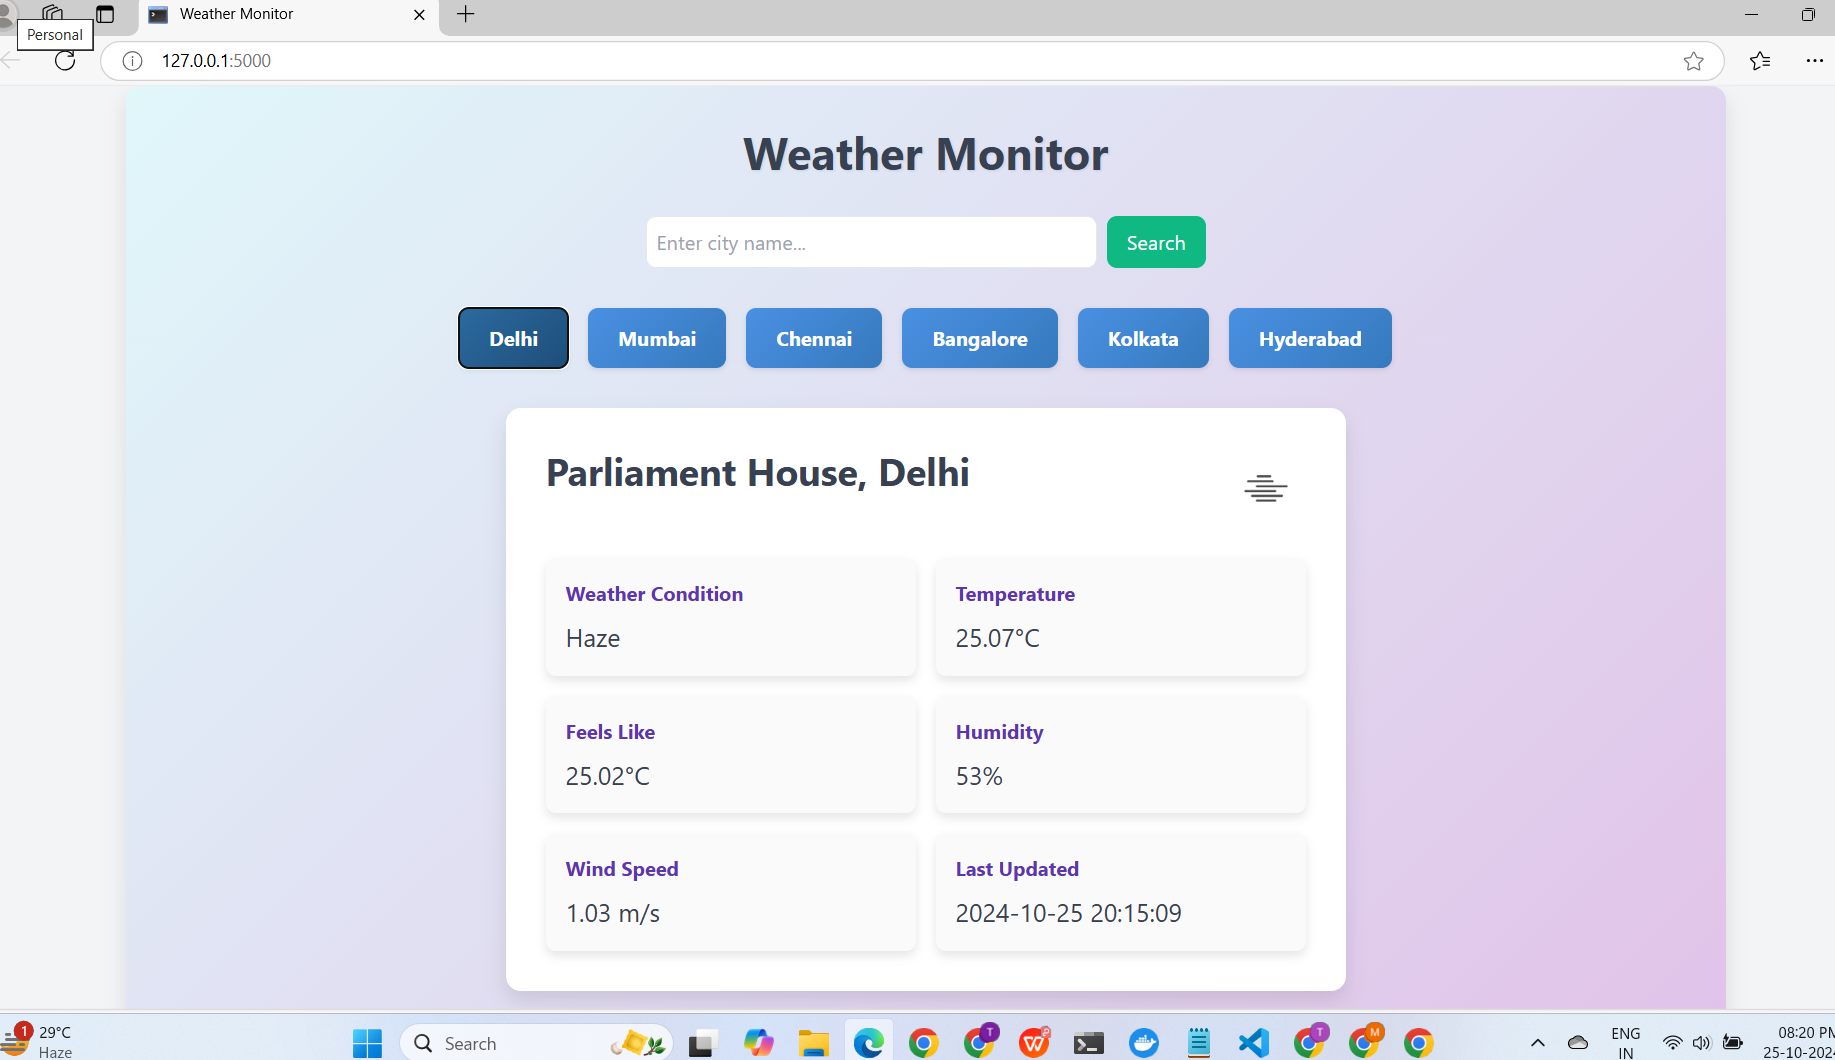 Weather Monitor
Personal
127.0.0.1:5000
Weather Monitor
Enter city name...
Search
Delhi
Mumbai
Chennai
Bangalore
Kolkata
Hyderabad
Parliament House, Delhi
Weather Condition
Haze
Temperature
25.07°C
Feels Like
25.02°C
Humidity
53%
Wind Speed
1.03 m/s
Last Updated
2024-10-25 20:15:09
1
29°C
Haze
Search
T
T
M
ENG
IN
08:20
25-10-202